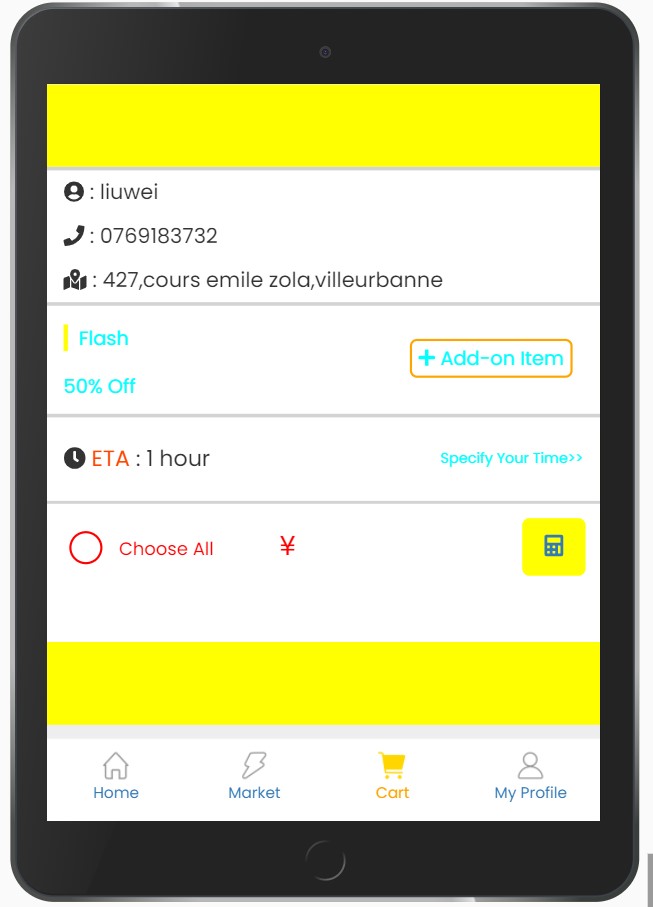 : liuwei
: 0769183732
: 427,cours emile zola,villeurbanne
Flash
+ Add-on Item
50% Off
ETA : 1 hour
Specify Your Time>>
Choose All
¥
Home
Market
Cart
My Profile